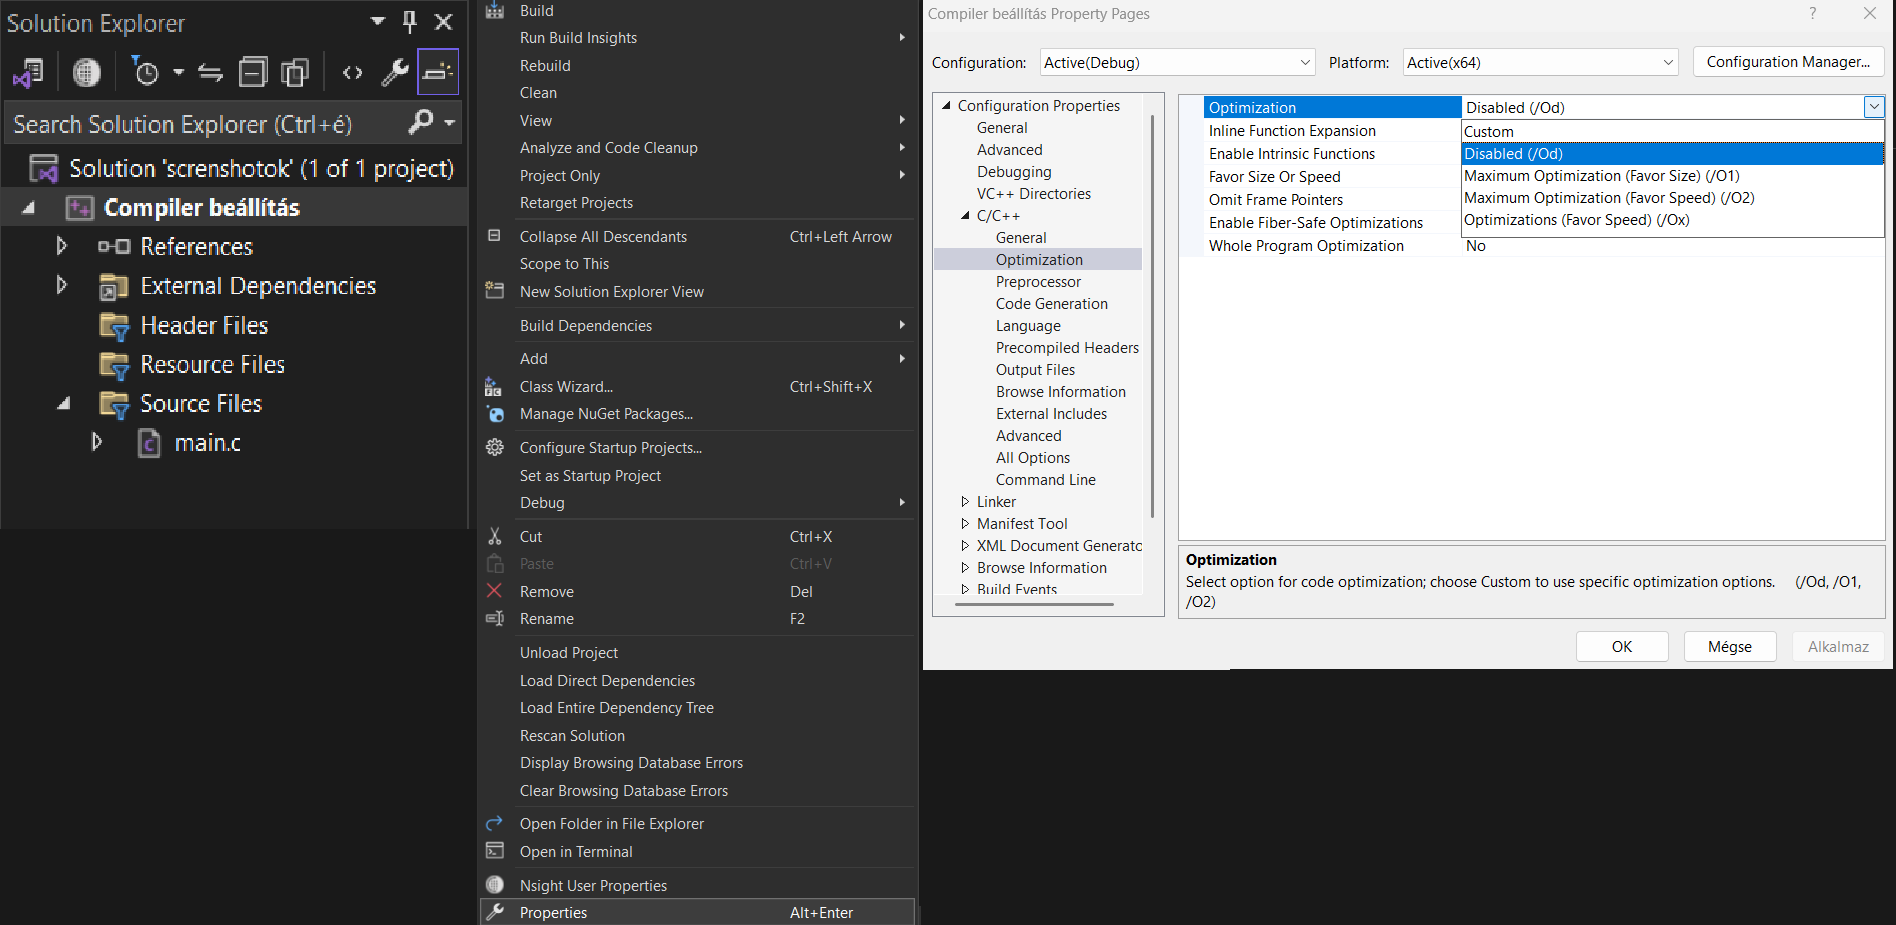 Solution Explorer
Search Solution Explorer (Ctrl+é)
Solution 'screnshotok' (1 of 1 project)
Compiler beállítás
References
External Dependencies
Header Files
Resource Files
Source Files
main.c
Build
Run Build Insights
Rebuild
Clean
View
Analyze and Code Cleanup
Project Only
Retarget Projects
Collapse All Descendants Ctrl+Left Arrow
Scope to This
New Solution Explorer View
Build Dependencies
Add
Class Wizard... Ctrl+Shift+X
Manage NuGet Packages...
Configure Startup Projects...
Set as Startup Project
Debug
Cut Ctrl+X
Paste Ctrl+V
Remove Del
Rename F2
Unload Project
Load Direct Dependencies
Load Entire Dependency Tree
Rescan Solution
Display Browsing Database Errors
Clear Browsing Database Errors
Open Folder in File Explorer
Open in Terminal
Nsight User Properties
Properties Alt+Enter
Compiler beállítás Property Pages
Configuration: Active(Debug) Platform: Active(x64) Configuration Manager...
Configuration Properties
General
Advanced
Debugging
VC++ Directories
C/C++
General
Optimization
Preprocessor
Code Generation
Language
Precompiled Headers
Output Files
Browse Information
External Includes
Advanced
All Options
Command Line
Linker
Manifest Tool
XML Document Generato
Browse Information
Build Events
Optimization Disabled (/Od)
Inline Function Expansion
Enable Intrinsic Functions
Favor Size Or Speed
Omit Frame Pointers
Enable Fiber-Safe Optimizations
Whole Program Optimization No
Custom
Disabled (/Od)
Maximum Optimization (Favor Size) (/O1)
Maximum Optimization (Favor Speed) (/O2)
Optimizations (Favor Speed) (/Ox)
Optimization
Select option for code optimization; choose Custom to use specific optimization options. (/Od, /O1,
/O2)
OK Mégse Alkalmaz